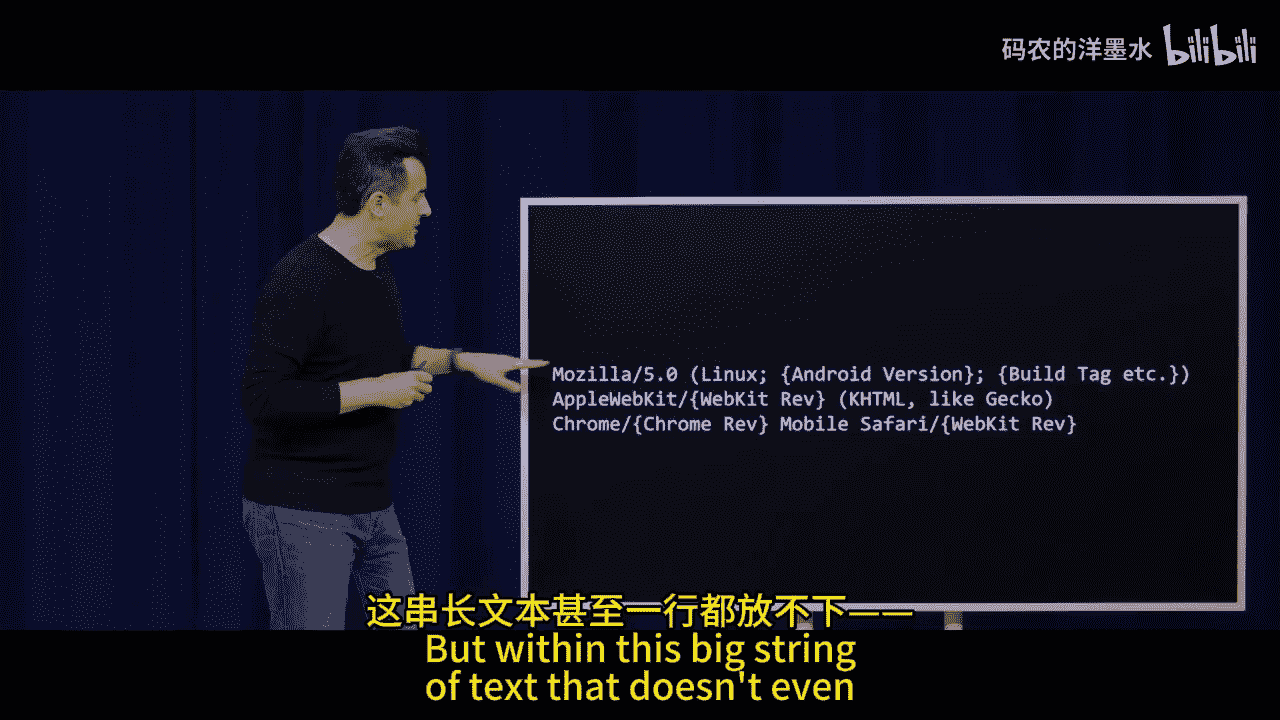 码农的洋墨水 bilibili
Mozilla/5.0 (Linux; {Android Version}; {Build Tag etc.})
AppleWebKit/{WebKit Rev} (KHTML, like Gecko)
Chrome/{Chrome Rev} Mobile Safari/{WebKit Rev}
这串长文本甚至一行都放不下——
But within this big string
of text that doesn't even